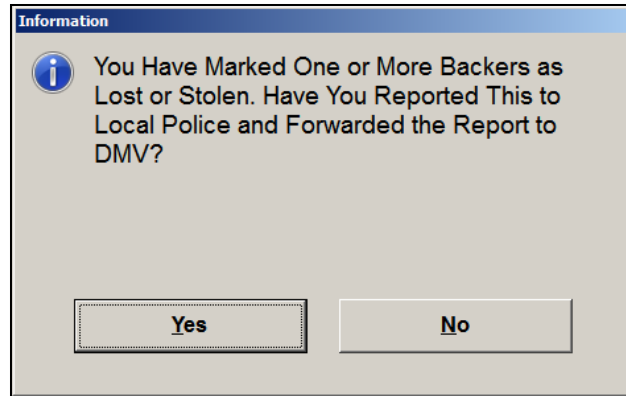 Information
You Have Marked One or More Backers as
Lost or Stolen. Have You Reported This to
Local Police and Forwarded the Report to
DMV?
Yes
No